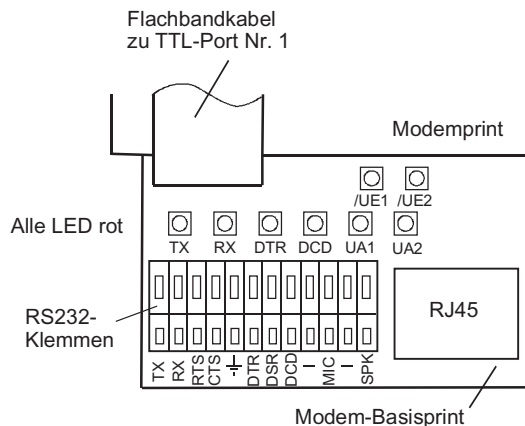 Flachbandkabel
zu TTL-Port Nr. 1
Modemprint
/UE1 /UE2
Alle LED rot
TX RX DTR DCD UA1 UA2
RS232-
Klemmen
RJ45
TX RX RTS CTS DTR DSR DCD – MIC – SPK
Modem-Basisprint